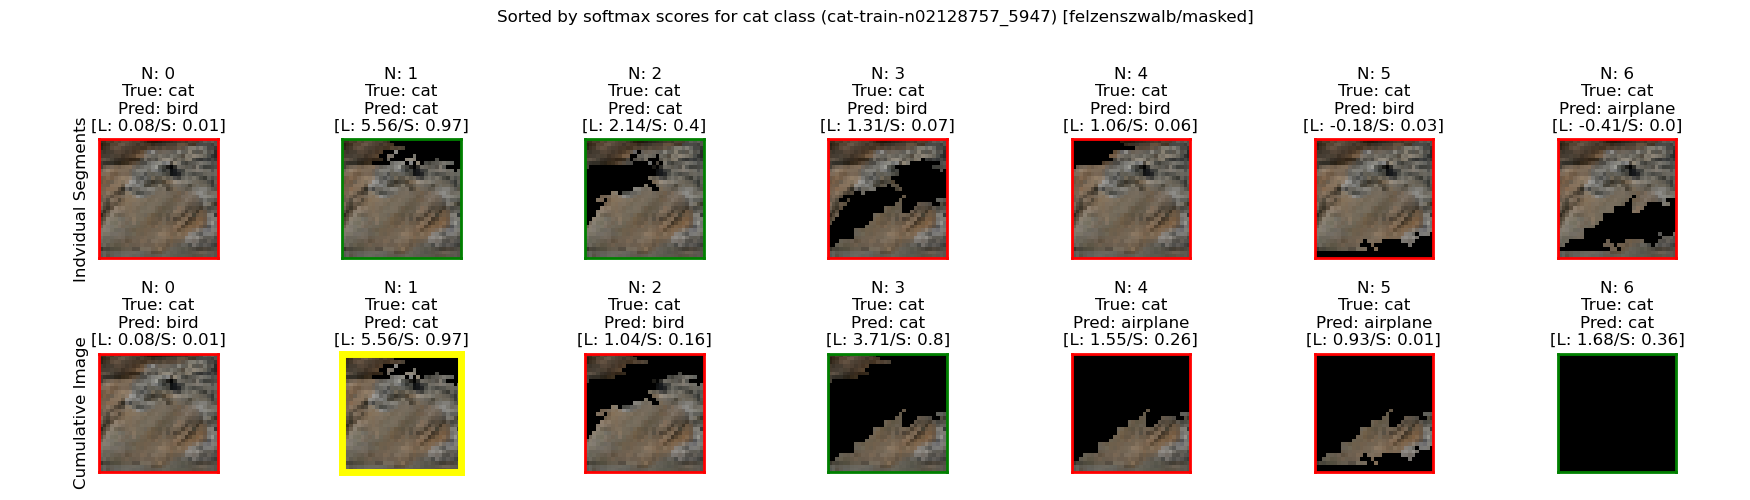 Sorted by softmax scores for cat class (cat-train-n02128757_5947) [felzenszwalb/masked]
Indvidual Segments
N: 0
True: cat
Pred: bird
[L: 0.08/S: 0.01]
N: 1
True: cat
Pred: cat
[L: 5.56/S: 0.97]
N: 2
True: cat
Pred: cat
[L: 2.14/S: 0.4]
N: 3
True: cat
Pred: bird
[L: 1.31/S: 0.07]
N: 4
True: cat
Pred: bird
[L: 1.06/S: 0.06]
N: 5
True: cat
Pred: bird
[L: -0.18/S: 0.03]
N: 6
True: cat
Pred: airplane
[L: -0.41/S: 0.0]
Cumulative Image
N: 0
True: cat
Pred: bird
[L: 0.08/S: 0.01]
N: 1
True: cat
Pred: cat
[L: 5.56/S: 0.97]
N: 2
True: cat
Pred: bird
[L: 1.04/S: 0.16]
N: 3
True: cat
Pred: cat
[L: 3.71/S: 0.8]
N: 4
True: cat
Pred: airplane
[L: 1.55/S: 0.26]
N: 5
True: cat
Pred: airplane
[L: 0.93/S: 0.01]
N: 6
True: cat
Pred: cat
[L: 1.68/S: 0.36]